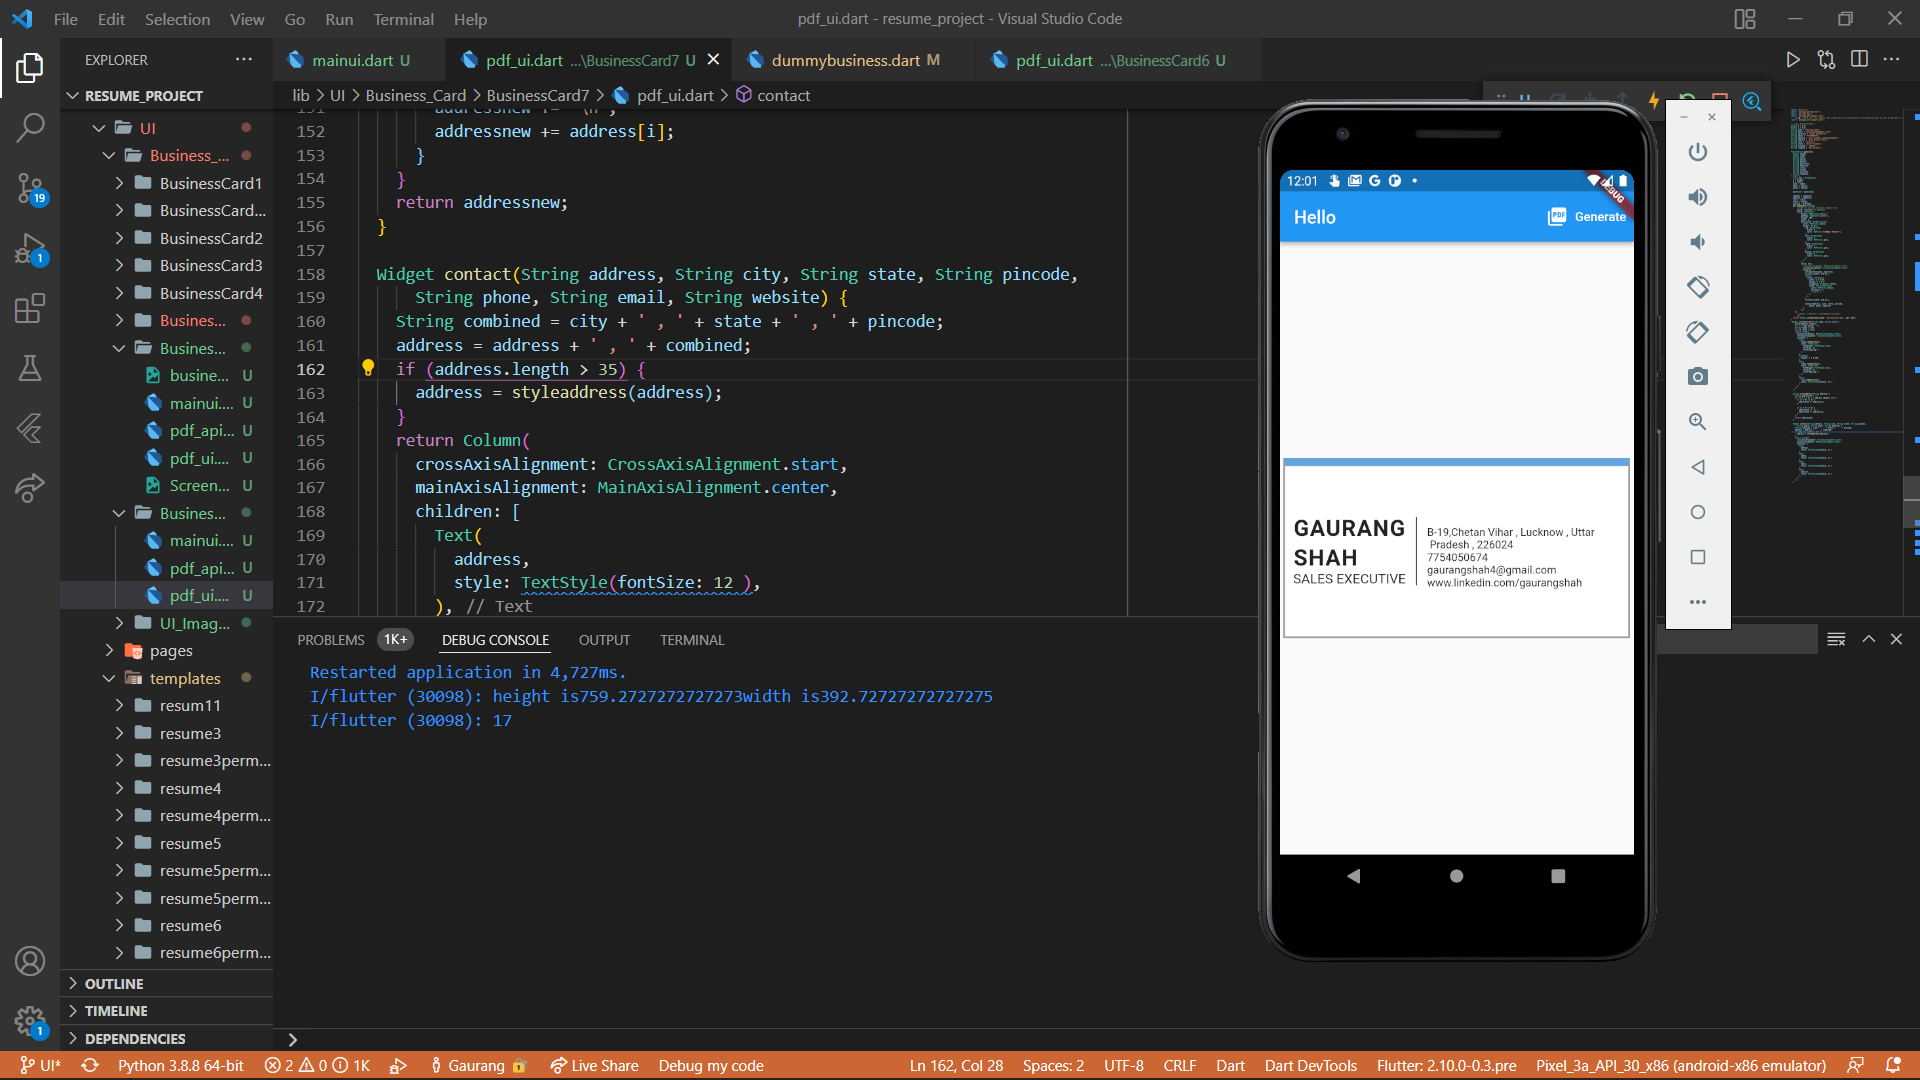 File Edit Selection View Go Run Terminal Help
pdf_ui.dart - resume_project - Visual Studio Code
EXPLORER
mainui.dart U
pdf_ui.dart ...\BusinessCard7 U
dummybusiness.dart M
pdf_ui.dart ...\BusinessCard6 U
RESUME_PROJECT
lib > UI > Business_Card > BusinessCard7 > pdf_ui.dart > contact
UI
Business_...
BusinessCard1
BusinessCard...
BusinessCard2
BusinessCard3
BusinessCard4
Busines...
Busines...
busine... U
mainui.... U
pdf_api... U
pdf_ui.... U
Screen... U
Busines...
mainui.... U
pdf_api... U
pdf_ui.... U
UI_Imag...
pages
templates
resum11
resume3
resume3perm...
resume4
resume4perm...
resume5
resume5perm...
resume5perm...
resume6
resume6perm...
OUTLINE
TIMELINE
DEPENDENCIES
19
1
1
152 addressnew += address[i];
153 }
154 }
155 return addressnew;
156 }
157
158 Widget contact(String address, String city, String state, String pincode,
159 String phone, String email, String website) {
160 String combined = city + ' , ' + state + ' , ' + pincode;
161 address = address + ' , ' + combined;
162 if (address.length > 35) {
163 address = styleaddress(address);
164 }
165 return Column(
166 crossAxisAlignment: CrossAxisAlignment.start,
167 mainAxisAlignment: MainAxisAlignment.center,
168 children: [
169 Text(
170 address,
171 style: TextStyle(fontSize: 12 ),
172 ), // Text
PROBLEMS 1K+ DEBUG CONSOLE OUTPUT TERMINAL
Restarted application in 4,727ms.
I/flutter (30098): height is759.2727272727273width is392.72727272727275
I/flutter (30098): 17
12:01
DEBUG
Hello
PDF Generate
GAURANG
SHAH
SALES EXECUTIVE
B-19,Chetan Vihar , Lucknow , Uttar
Pradesh , 226024
7754050674
gaurangshah4@gmail.com
www.linkedin.com/gaurangshah
UI* Python 3.8.8 64-bit 2 0 1K Gaurang Live Share Debug my code Ln 162, Col 28 Spaces: 2 UTF-8 CRLF Dart Dart DevTools Flutter: 2.10.0-0.3.pre Pixel_3a_API_30_x86 (android-x86 emulator)